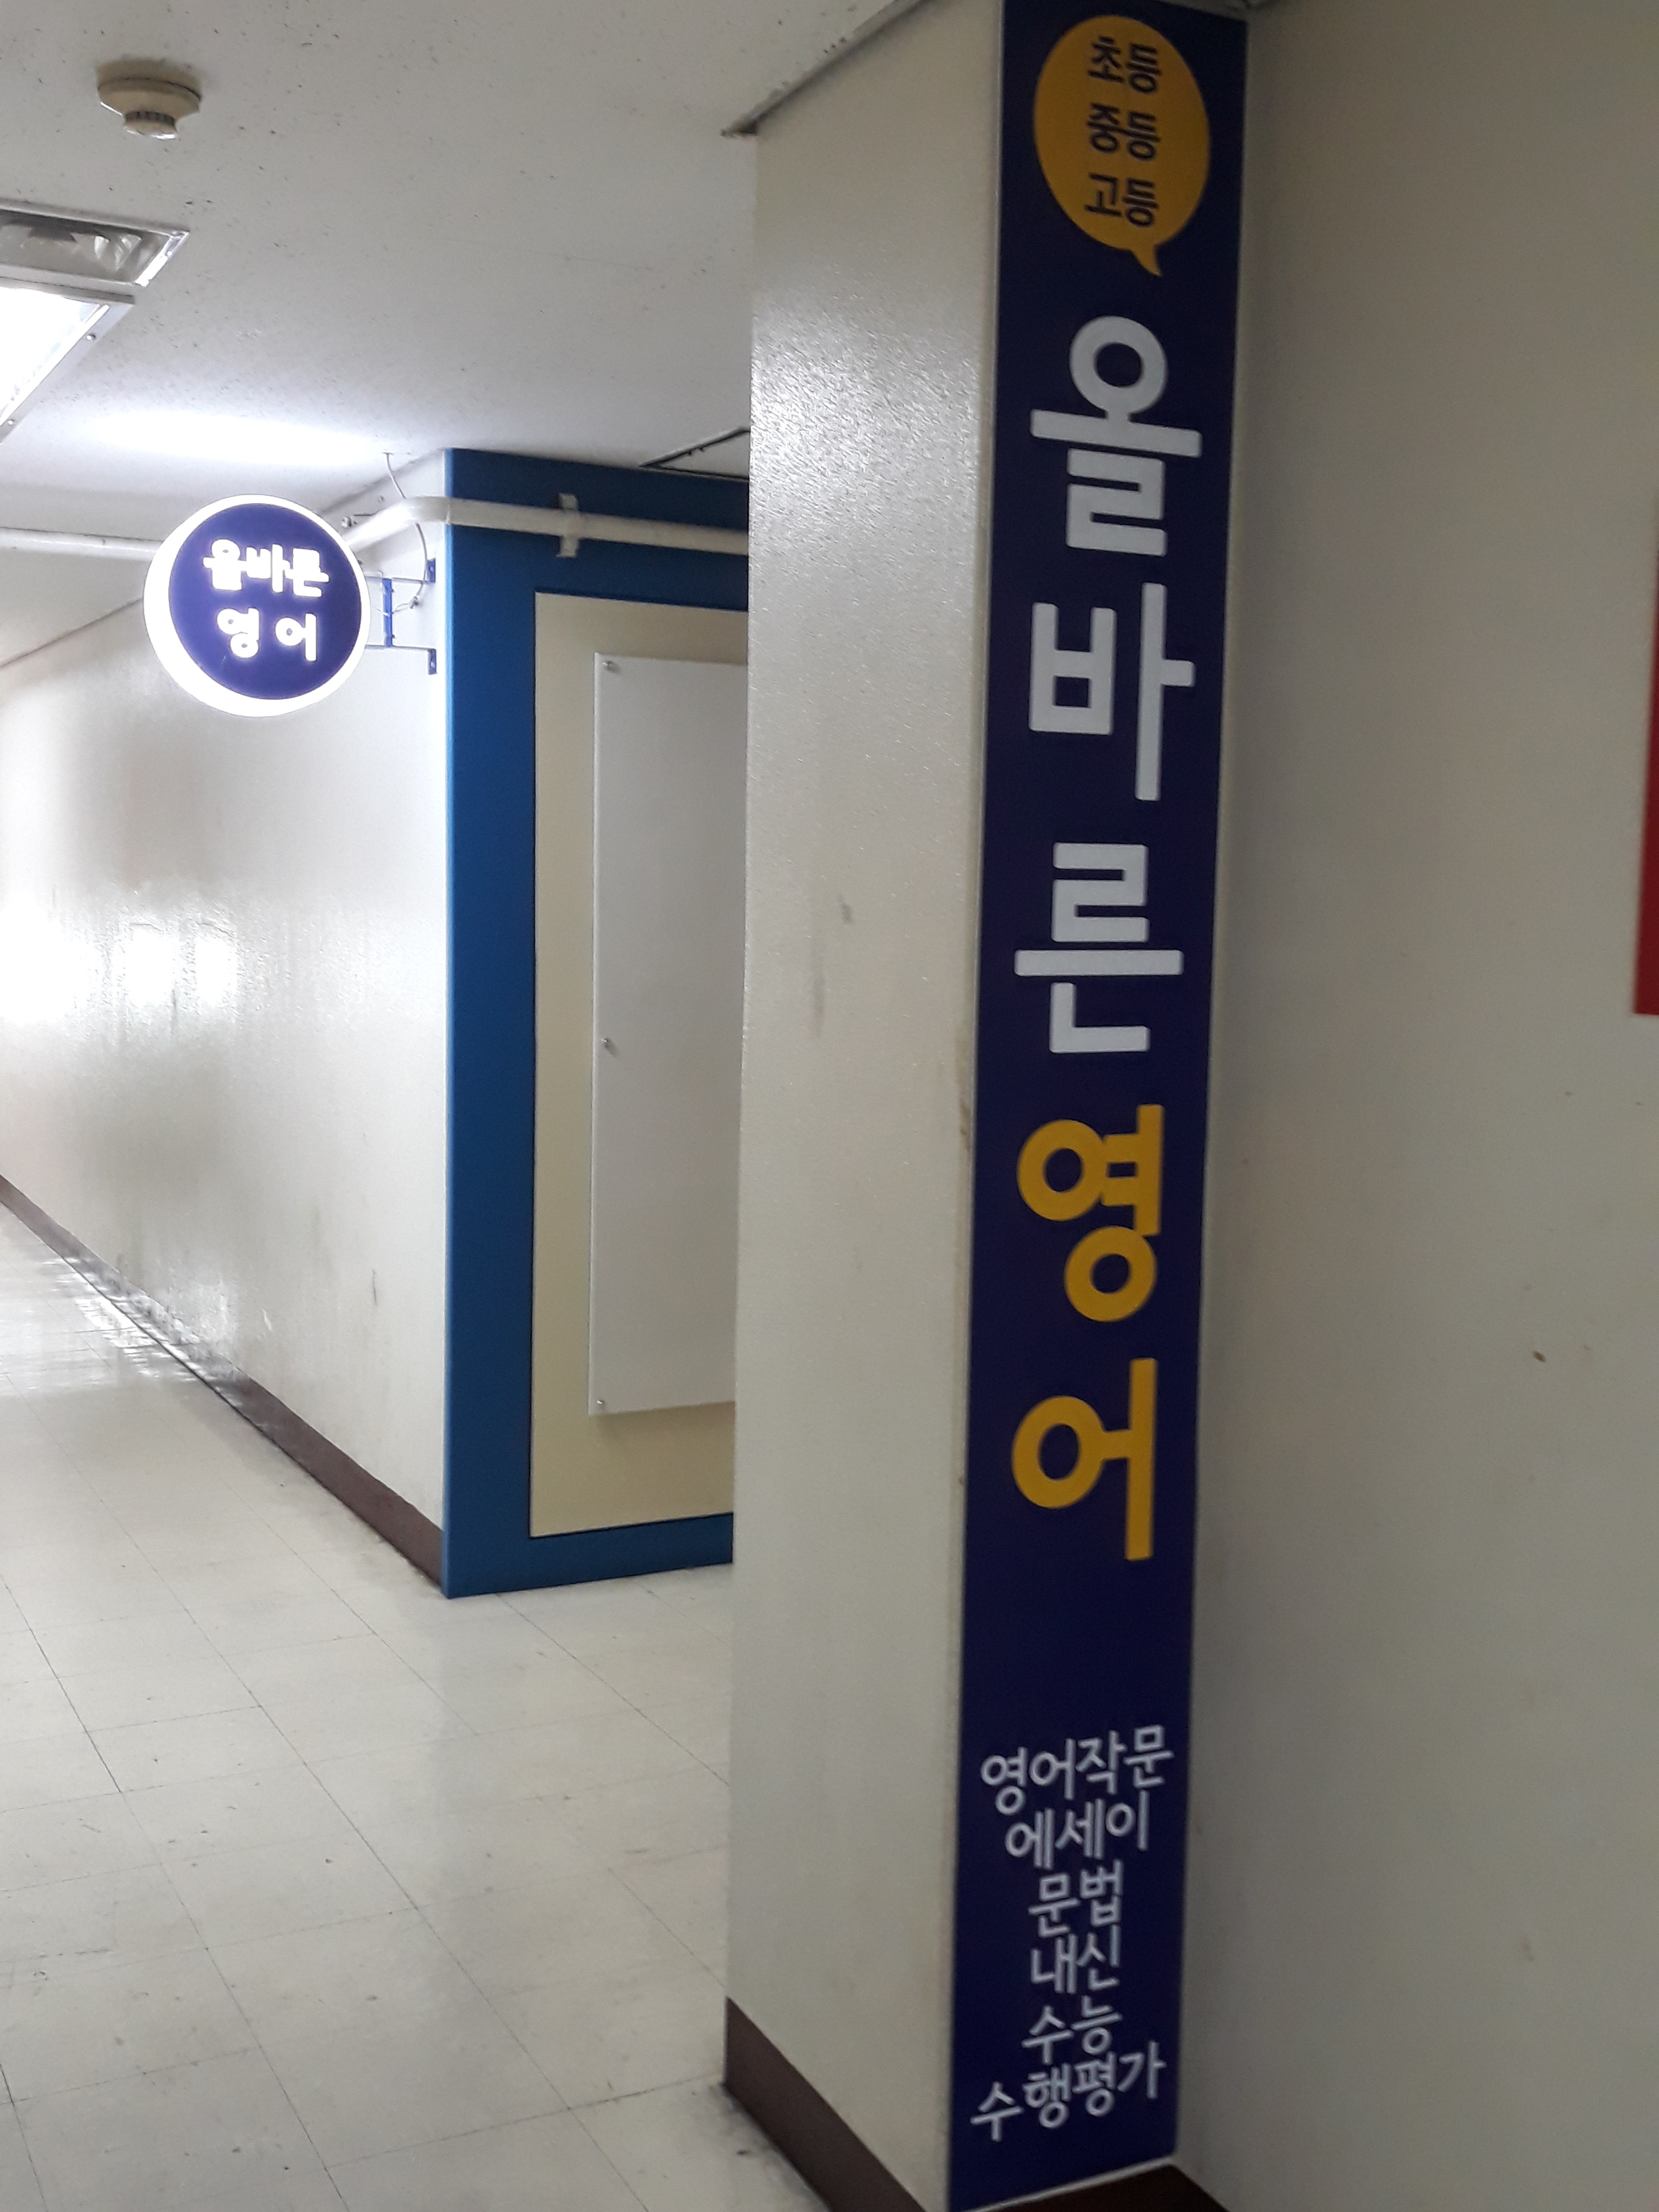 올바른
영어
초등
중등
고등
올바른영어
영어작문
에세이
문법
내신
수능
수행평가